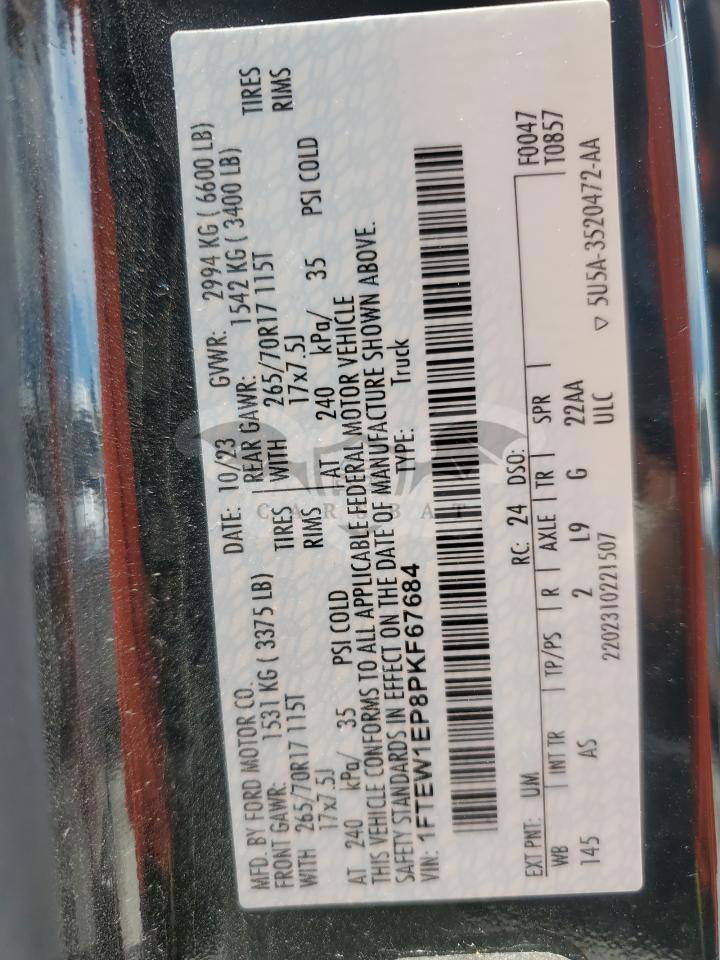 MFD. BY FORD MOTOR CO. DATE: 10/23 GVWR: 2994 KG ( 6600 LB)
FRONT GAWR: 1531 KG ( 3375 LB) REAR GAWR: 1542 KG ( 3400 LB)
WITH 265/70R17 115T TIRES WITH 265/70R17 115T TIRES
17x7.5J RIMS 17x7.5J RIMS
AT 240 kPa/ 35 PSI COLD AT 240 kPa/ 35 PSI COLD
THIS VEHICLE CONFORMS TO ALL APPLICABLE FEDERAL MOTOR VEHICLE
SAFETY STANDARDS IN EFFECT ON THE DATE OF MANUFACTURE SHOWN ABOVE.
VIN: 1FTEW1EP8PKF67684 TYPE: Truck
EXT PNT: UM RC: 24 DSO: F0047
WB INT TR TP/PS R AXLE TR SPR T0857
145 AS 2 L9 G 22AA
2202310221507 ULC ▽ 5U5A-3520472-AA
CAR BAT